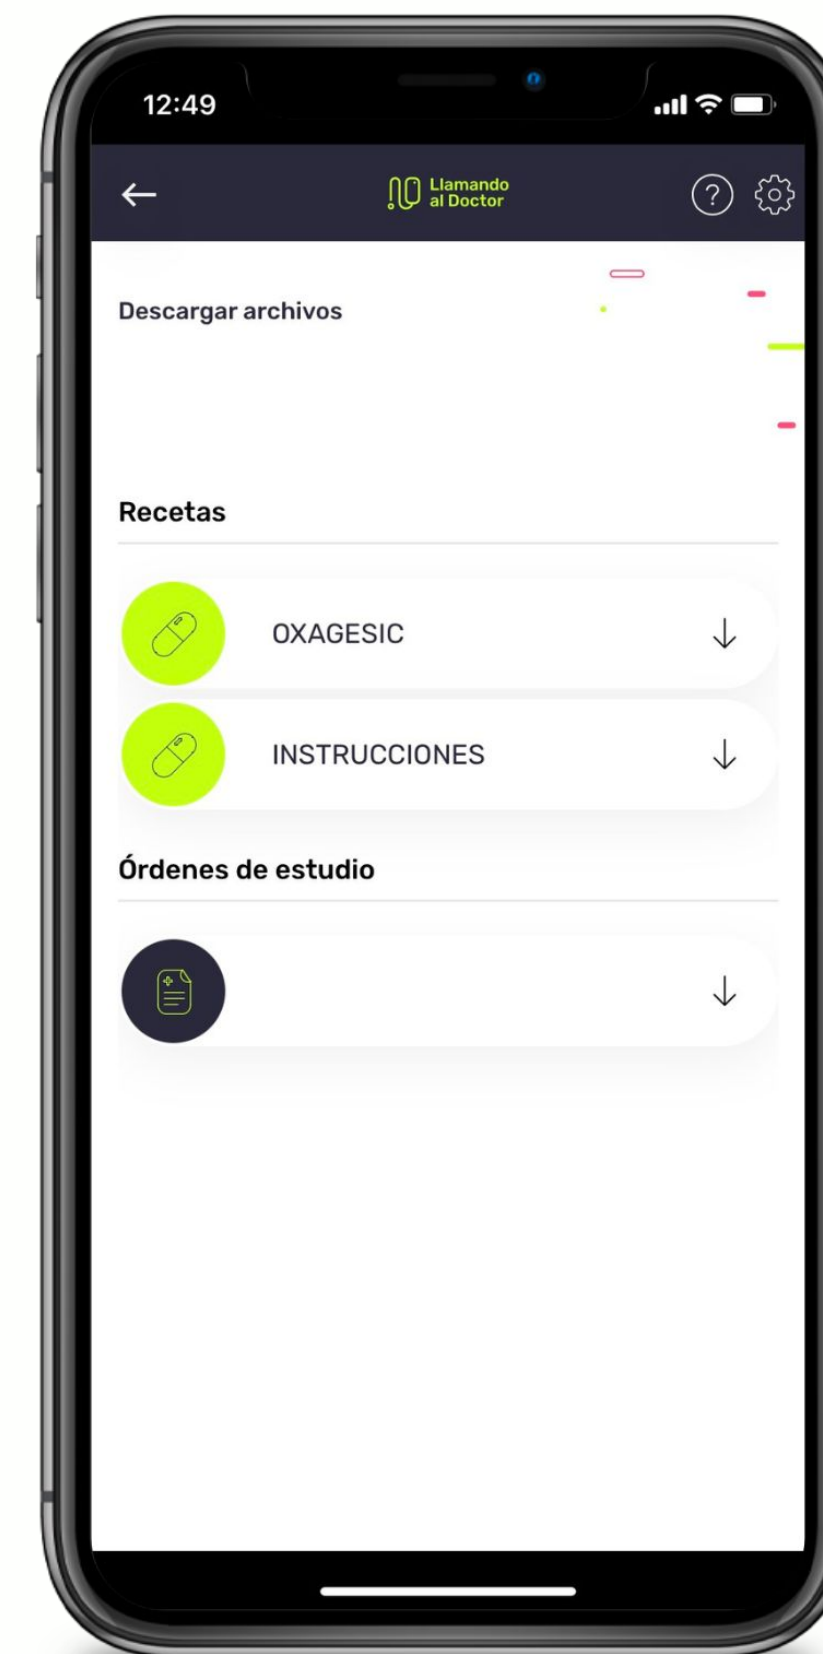 12:49
Llamando
al Doctor
?
Descargar archivos
Recetas
OXAGESIC
INSTRUCCIONES
Órdenes de estudio